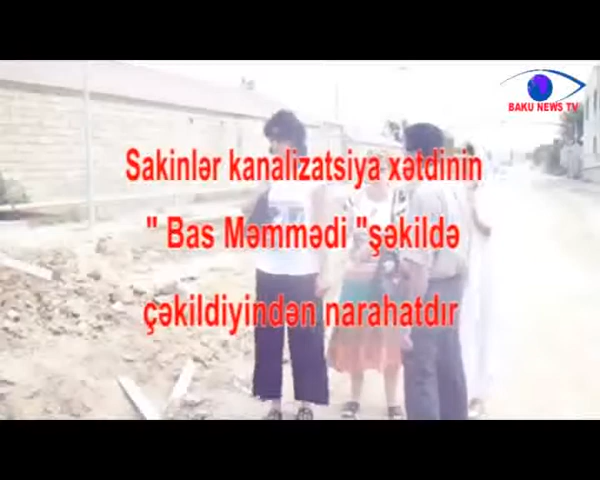 BAKU NEWS TV
Sakinlər kanalizatsiya xətdinin
" Bas Məmmədi "şəkildə
çəkildiyindən narahatdır